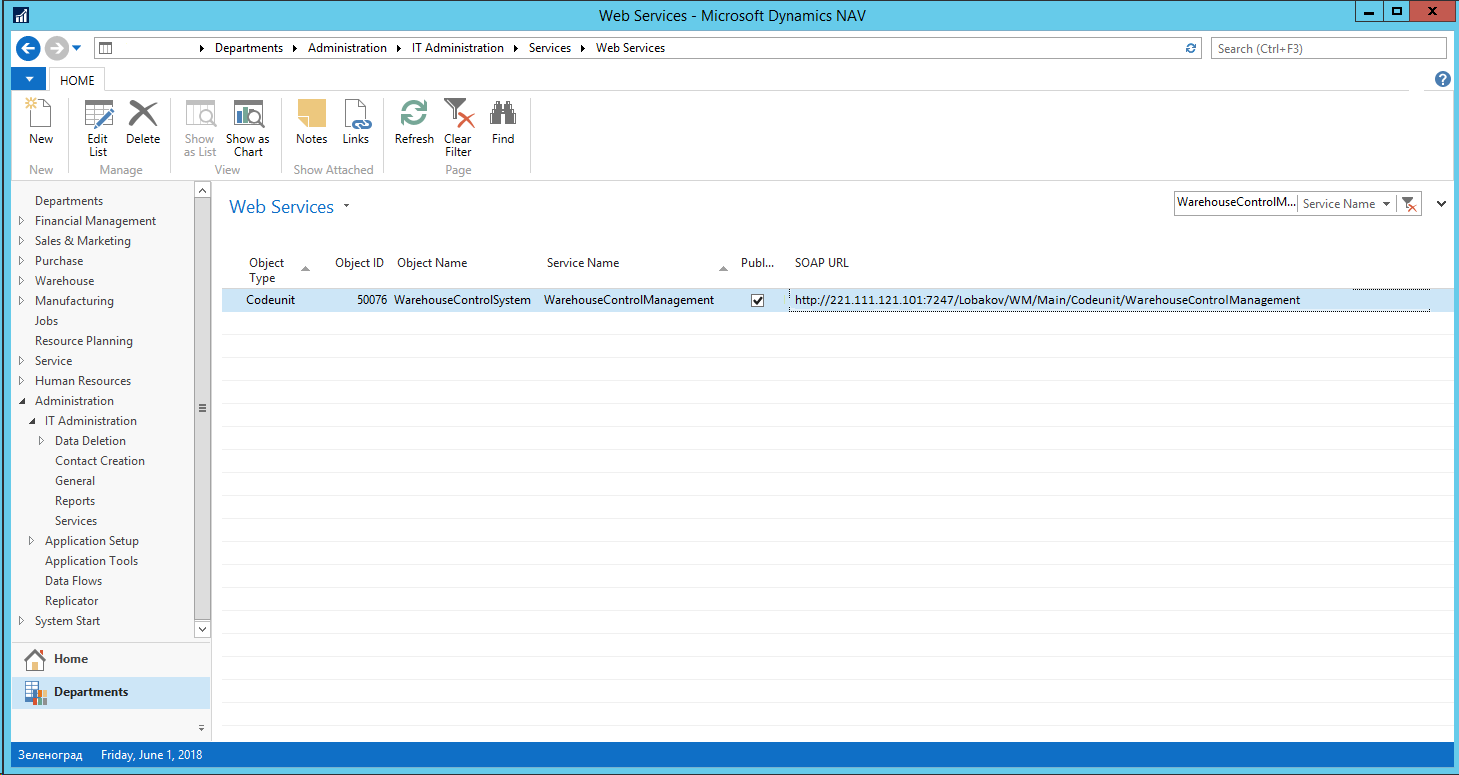 Web Services - Microsoft Dynamics NAV
Departments Administration IT Administration Services Web Services
Search (Ctrl+F3)
HOME
New
Edit List
Delete
Show as List
Show as Chart
Notes
Links
Refresh
Clear Filter
Find
New
Manage
View
Show Attached
Page
Departments
Financial Management
Sales & Marketing
Purchase
Warehouse
Manufacturing
Jobs
Resource Planning
Service
Human Resources
Administration
IT Administration
Data Deletion
Contact Creation
General
Reports
Services
Application Setup
Application Tools
Data Flows
Replicator
System Start
Home
Departments
Web Services
WarehouseControlM... Service Name
Object Type Object ID Object Name Service Name Publ... SOAP URL
Codeunit 50076 WarehouseControlSystem WarehouseControlManagement http://221.111.121.101:7247/Lobakov/WM/Main/Codeunit/WarehouseControlManagement
Зеленоград Friday, June 1, 2018